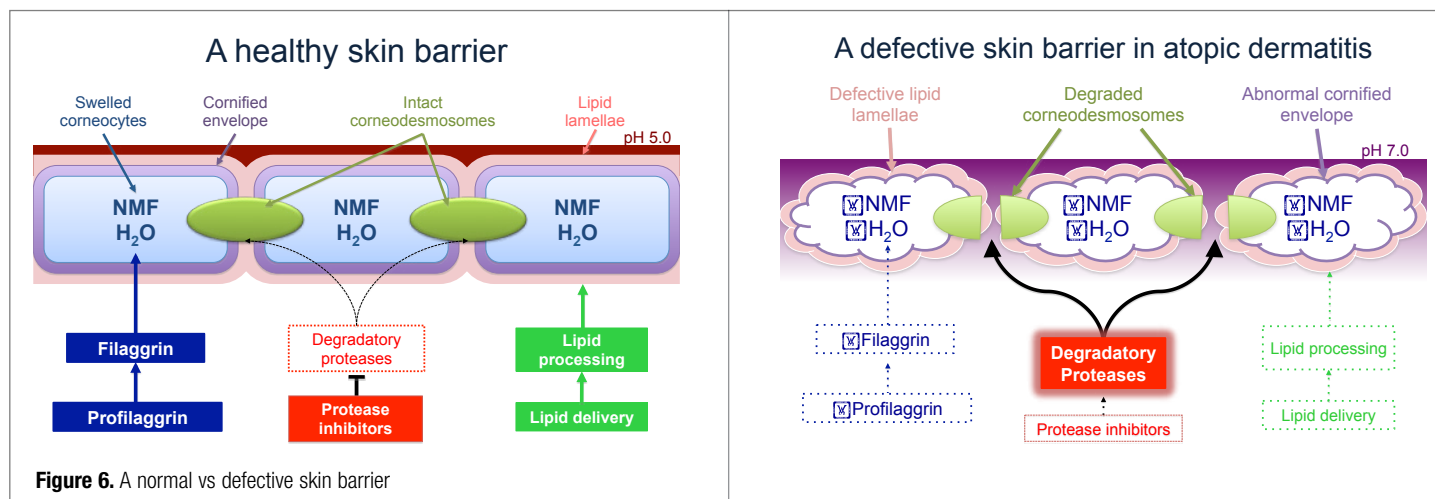 A healthy skin barrier
Swelled
corneocytes
Cornified
envelope
Intact
corneodesmosomes
Lipid
lamellae
pH 5.0
NMF
H₂O
NMF
H₂O
NMF
H₂O
Filaggrin
Profilaggrin
Degradatory
proteases
Protease
inhibitors
Lipid
processing
Lipid delivery
Figure 6. A normal vs defective skin barrier
A defective skin barrier in atopic dermatitis
Defective lipid
lamellae
Degraded
corneodesmosomes
Abnormal cornified
envelope
pH 7.0
NMF
H₂O
NMF
H₂O
NMF
H₂O
Filaggrin
Profilaggrin
Degradatory
Proteases
Protease inhibitors
Lipid processing
Lipid delivery